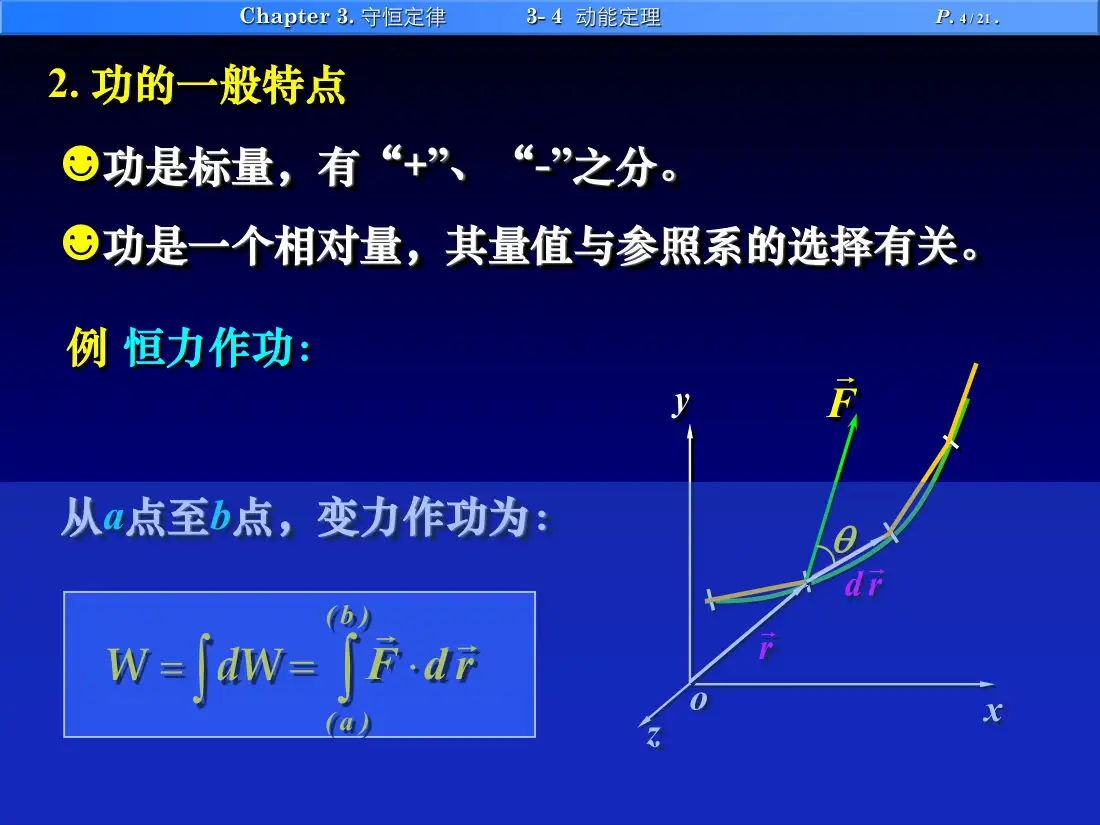 Chapter 3. 守恒定律 3- 4 动能定理 P. 4 / 21 .
2. 功的一般特点
功是标量，有“+”、“-”之分。
功是一个相对量，其量值与参照系的选择有关。
例 恒力作功：
y
F⃗
从a点至b点，变力作功为：
θ
d r⃗
(b)
W = ∫dW = ∫ F⃗ · d r⃗
(a)
r⃗
o
x
z